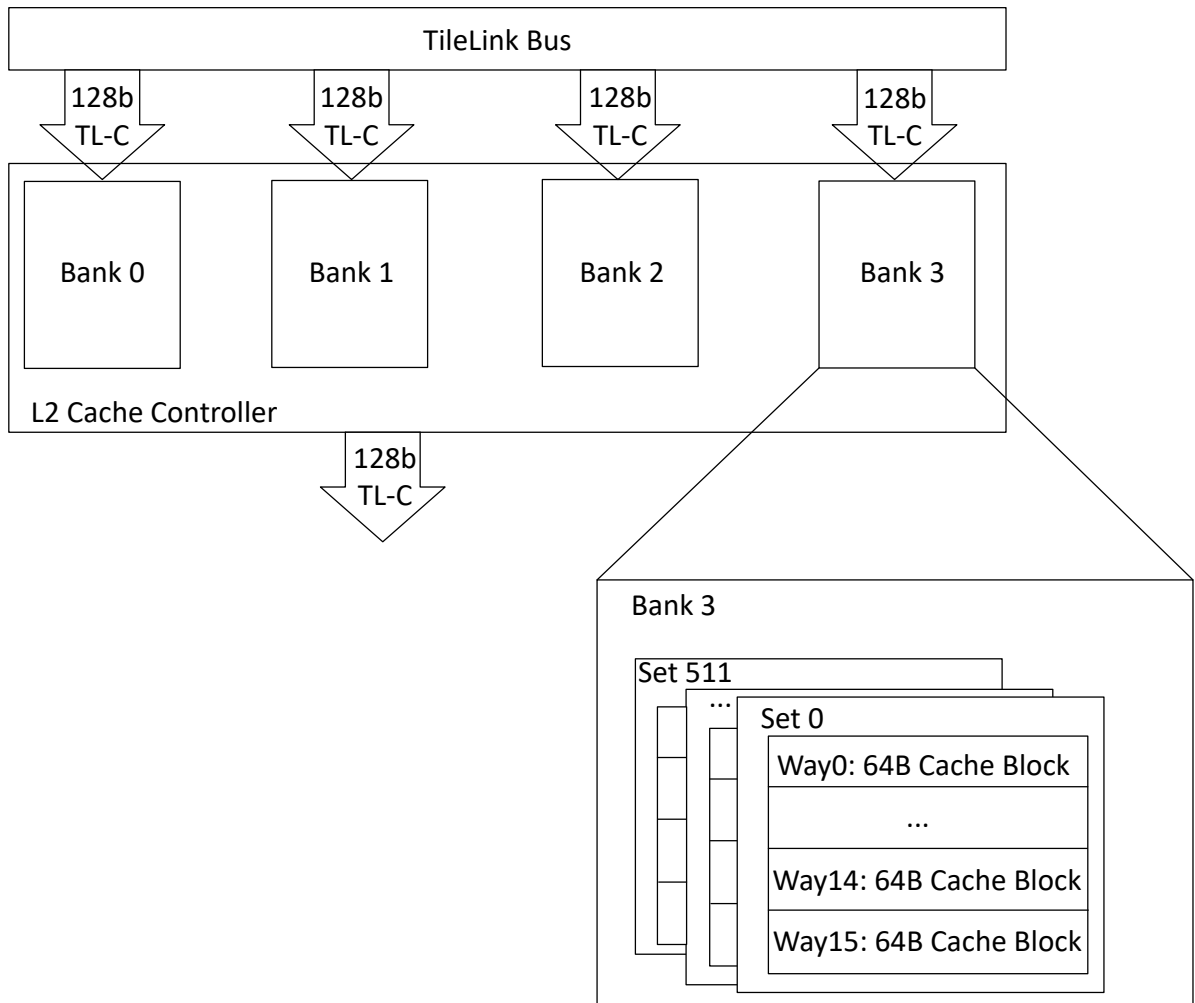 TileLink Bus
128b
TL-C
128b
TL-C
128b
TL-C
128b
TL-C
Bank 0
Bank 1
Bank 2
Bank 3
L2 Cache Controller
128b
TL-C
Bank 3
Set 511
...
Set 0
Way0: 64B Cache Block
...
Way14: 64B Cache Block
Way15: 64B Cache Block